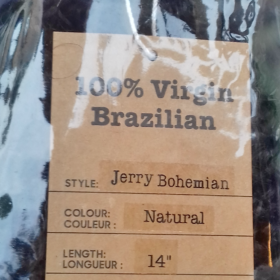 100% Virgin
Brazilian
STYLE: Jerry Bohemian
COLOUR:
COULEUR : Natural
LENGTH:
LONGUEUR : 14"